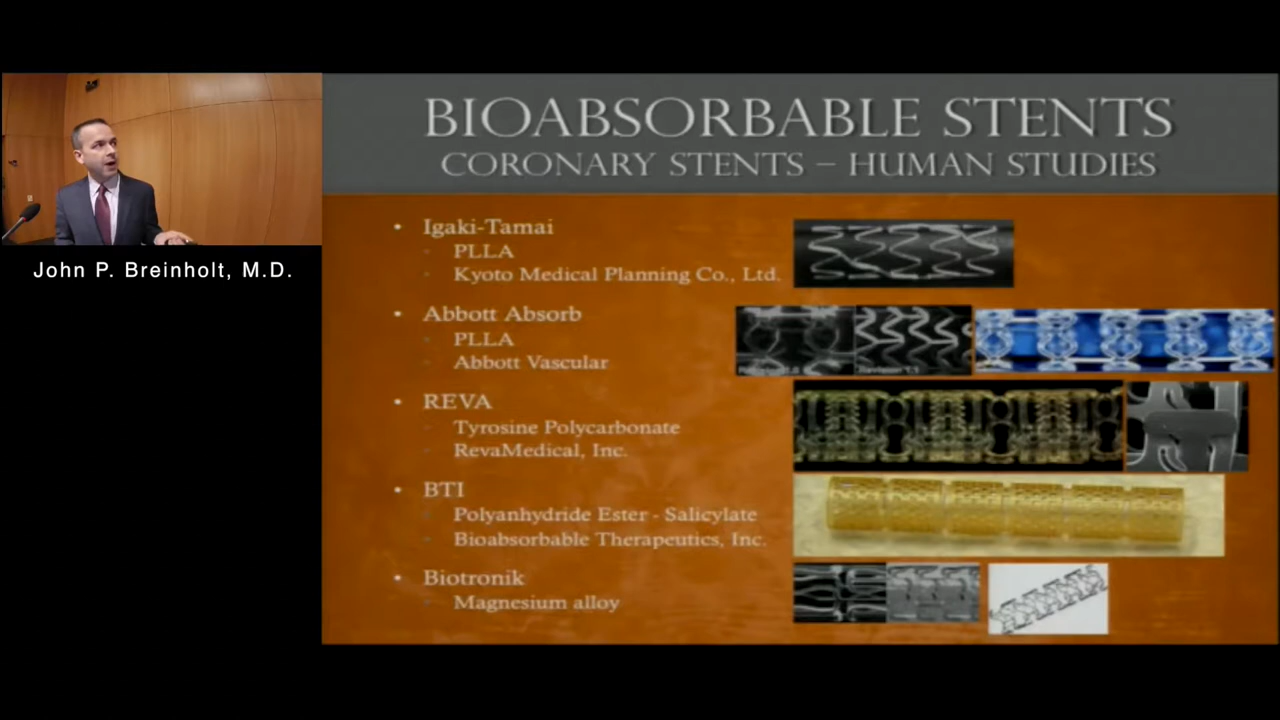 BIOABSORBABLE STENTS
CORONARY STENTS – HUMAN STUDIES
John P. Breinholt, M.D.
• Igaki-Tamai
PLLA
Kyoto Medical Planning Co., Ltd.
• Abbott Absorb
PLLA
Abbott Vascular
• REVA
Tyrosine Polycarbonate
RevaMedical, Inc.
• BTI
Polyanhydride Ester - Salicylate
Bioabsorbable Therapeutics, Inc.
• Biotronik
Magnesium alloy